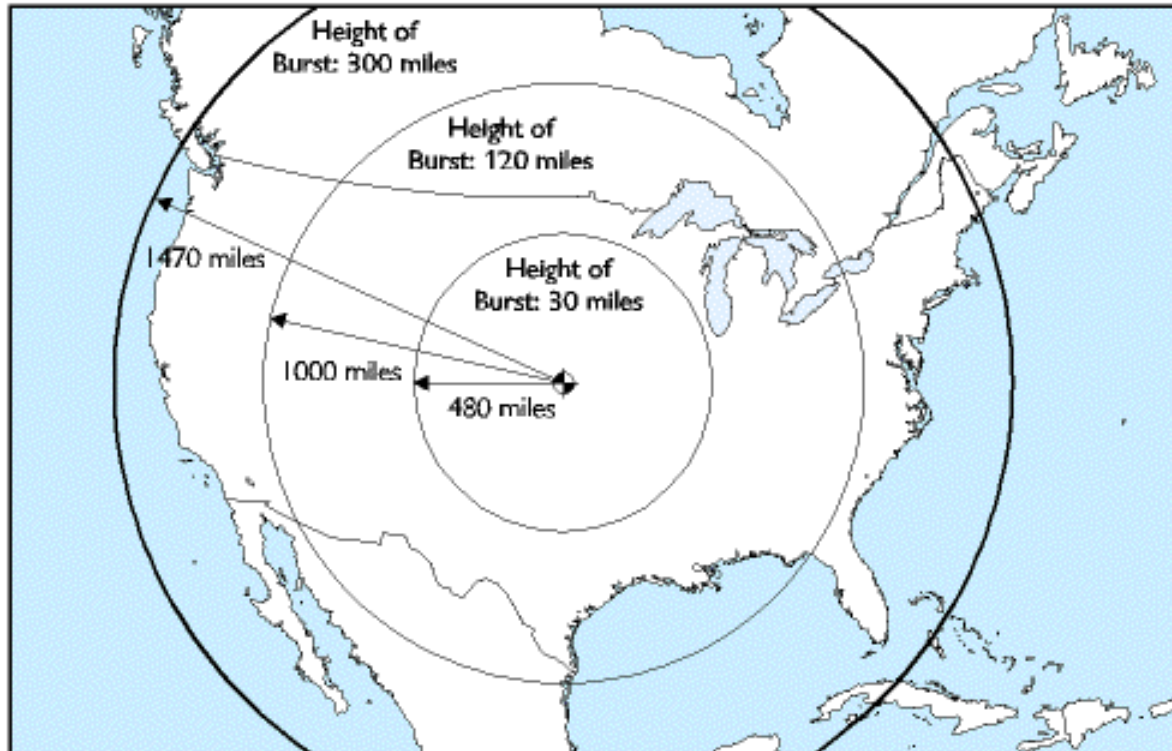 Height of
Burst: 300 miles
Height of
Burst: 120 miles
1470 miles
Height of
Burst: 30 miles
1000 miles
480 miles